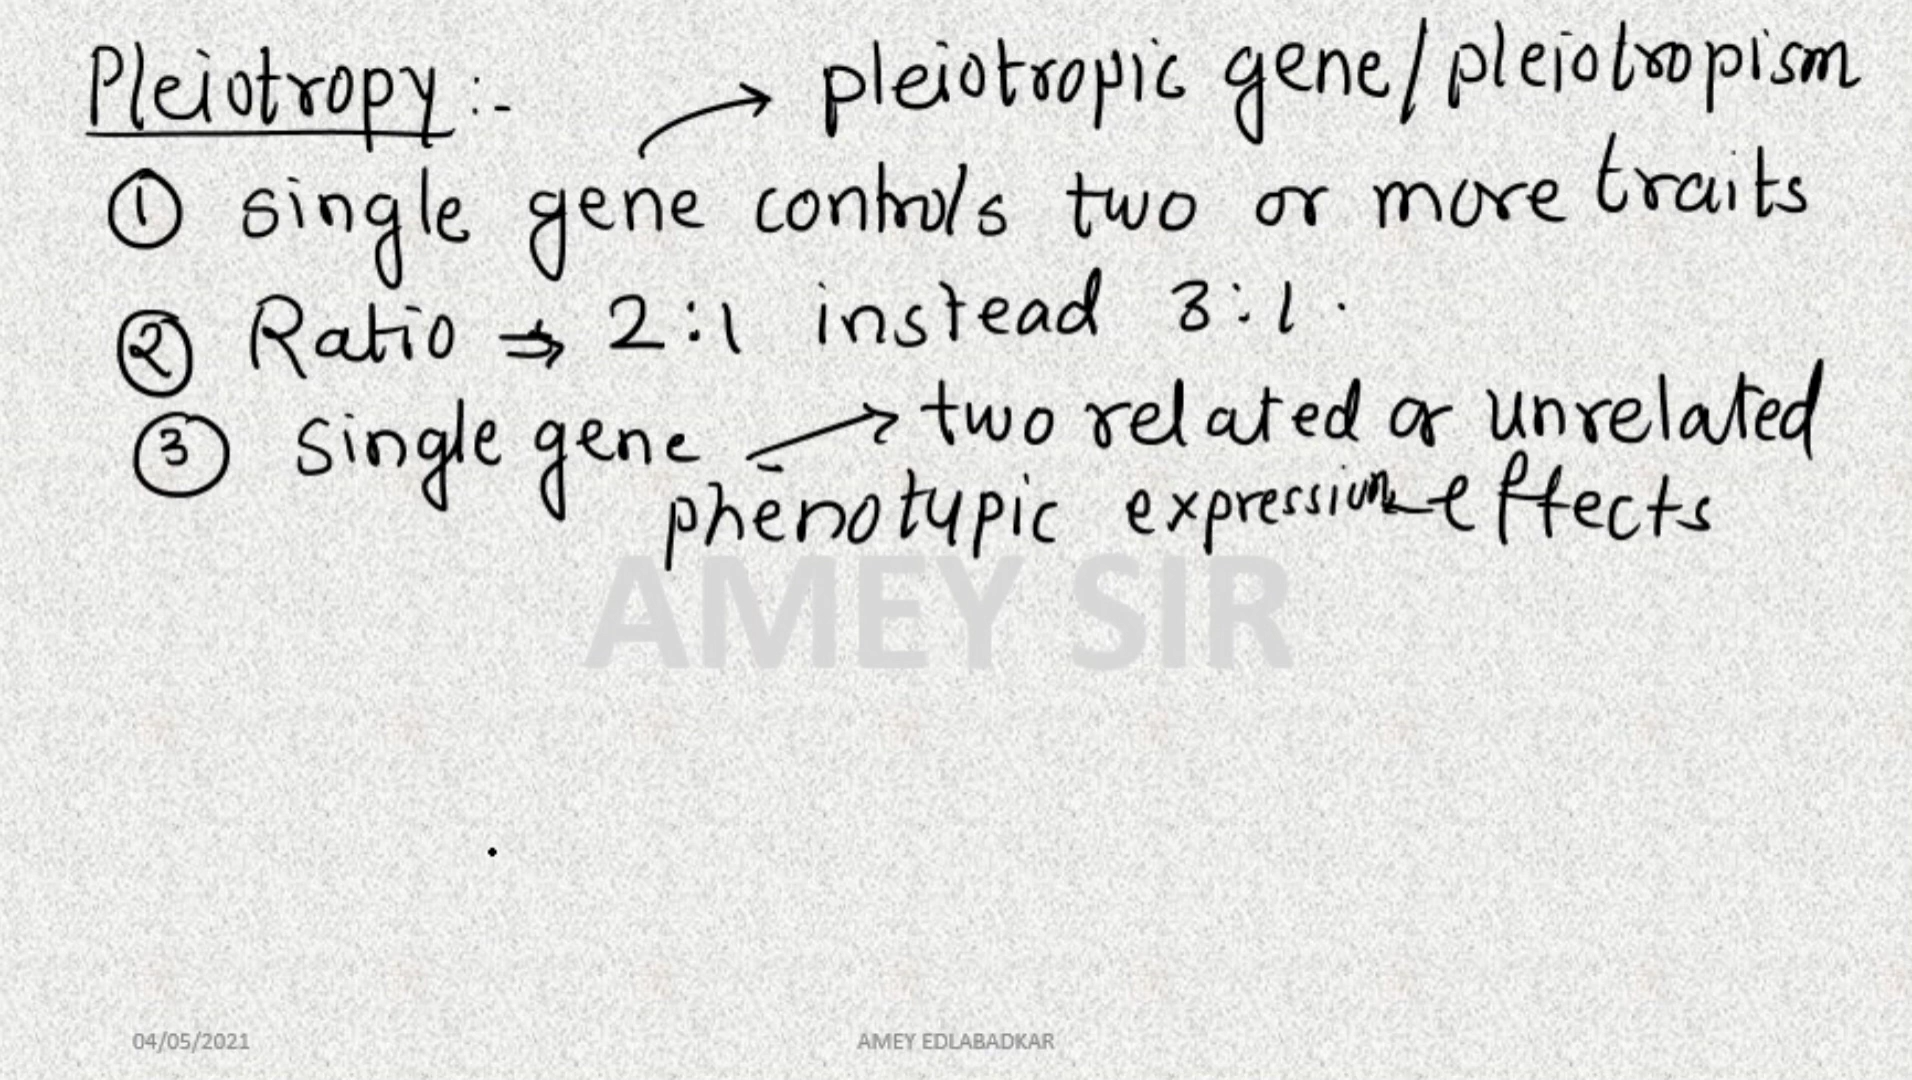 Pleiotropy :-
→ pleiotropic gene/pleiotropism
① single gene controls two or more traits
② Ratio ⇒ 2:1 instead 3:1.
③ single gene → two related or unrelated
phenotypic expression effects
AMEY SIR
04/05/2021 AMEY EDLABADKAR